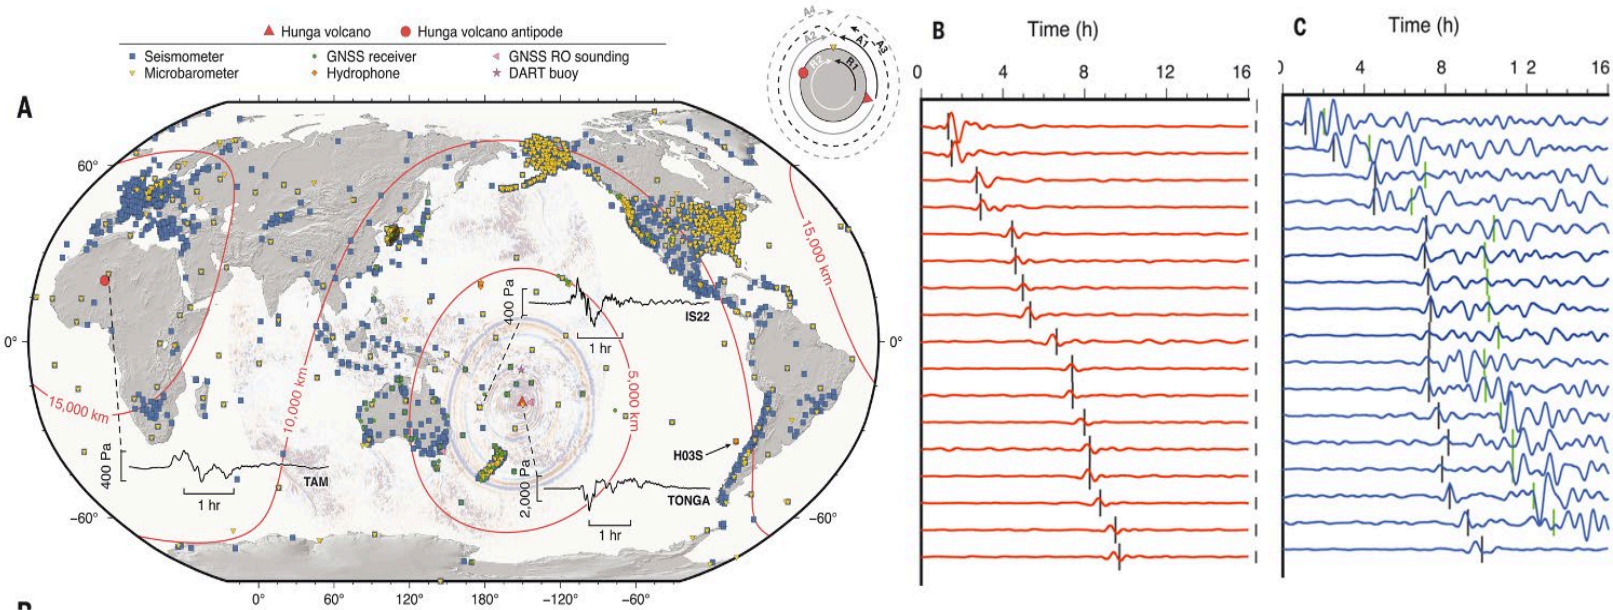 Hunga volcano
Hunga volcano antipode
Seismometer
GNSS receiver
GNSS RO sounding
Microbarometer
Hydrophone
DART buoy
A4
A2
A1
A3
R2
R1
A
60°
0°
−60°
0°
−60°
15,000 km
10,000 km
5,000 km
15,000 km
400 Pa
1 hr
IS22
400 Pa
1 hr
TAM
2,000 Pa
1 hr
TONGA
H03S
0°
60°
120°
180°
−120°
−60°
B
Time (h)
0
4
8
12
16
C
Time (h)
0
4
8
12
16